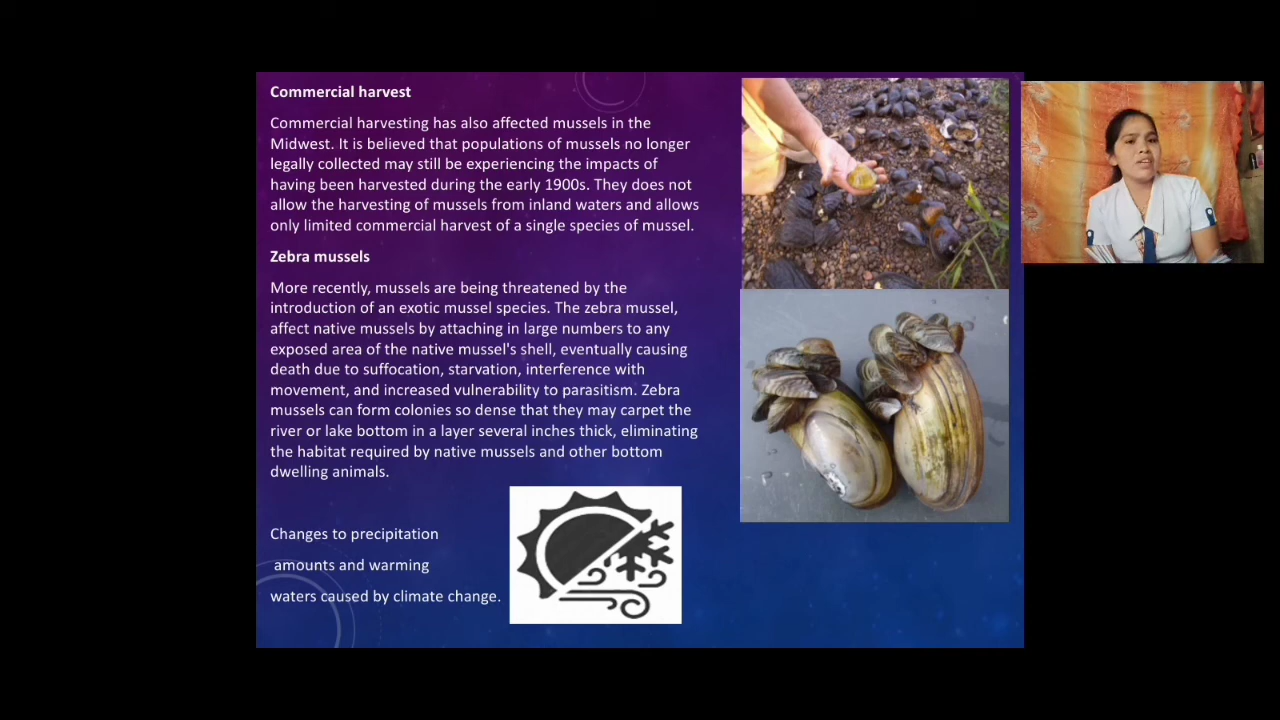 Commercial harvest
Commercial harvesting has also affected mussels in the
Midwest. It is believed that populations of mussels no longer
legally collected may still be experiencing the impacts of
having been harvested during the early 1900s. They does not
allow the harvesting of mussels from inland waters and allows
only limited commercial harvest of a single species of mussel.
Zebra mussels
More recently, mussels are being threatened by the
introduction of an exotic mussel species. The zebra mussel,
affect native mussels by attaching in large numbers to any
exposed area of the native mussel's shell, eventually causing
death due to suffocation, starvation, interference with
movement, and increased vulnerability to parasitism. Zebra
mussels can form colonies so dense that they may carpet the
river or lake bottom in a layer several inches thick, eliminating
the habitat required by native mussels and other bottom
dwelling animals.
Changes to precipitation
amounts and warming
waters caused by climate change.